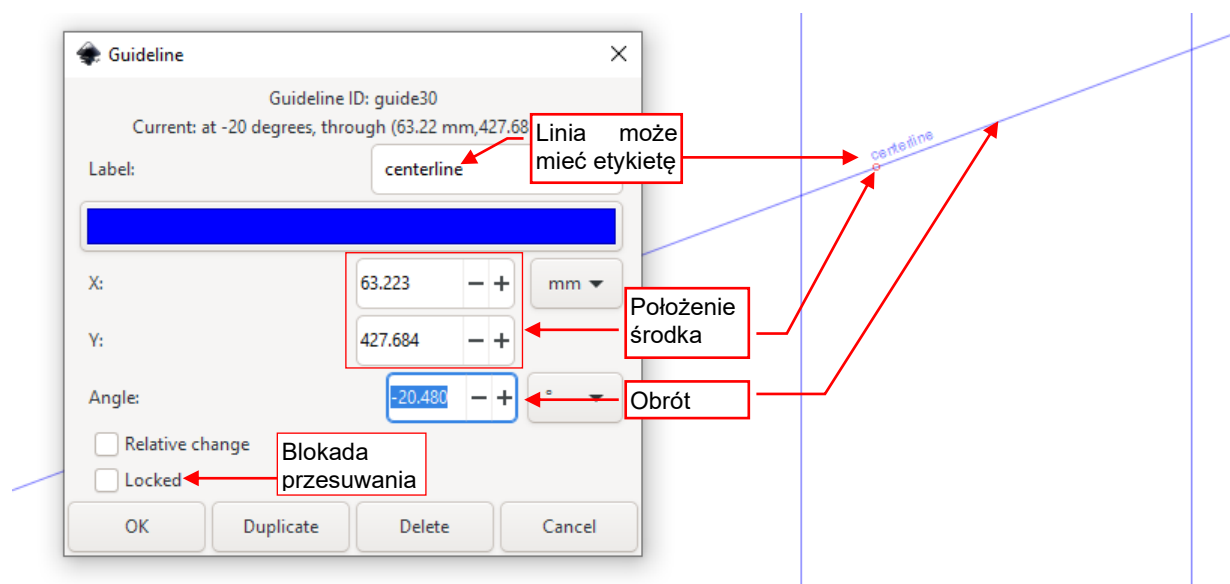 Guideline
Guideline ID: guide30
Current: at -20 degrees, through (63.22 mm,427.68
Label:
centerline
Linia może
mieć etykietę
centerline
X:
63.223
− +
mm
Y:
427.684
− +
Położenie
środka
Angle:
-20.480
− +
°
Obrót
Relative change
Locked
Blokada
przesuwania
OK
Duplicate
Delete
Cancel